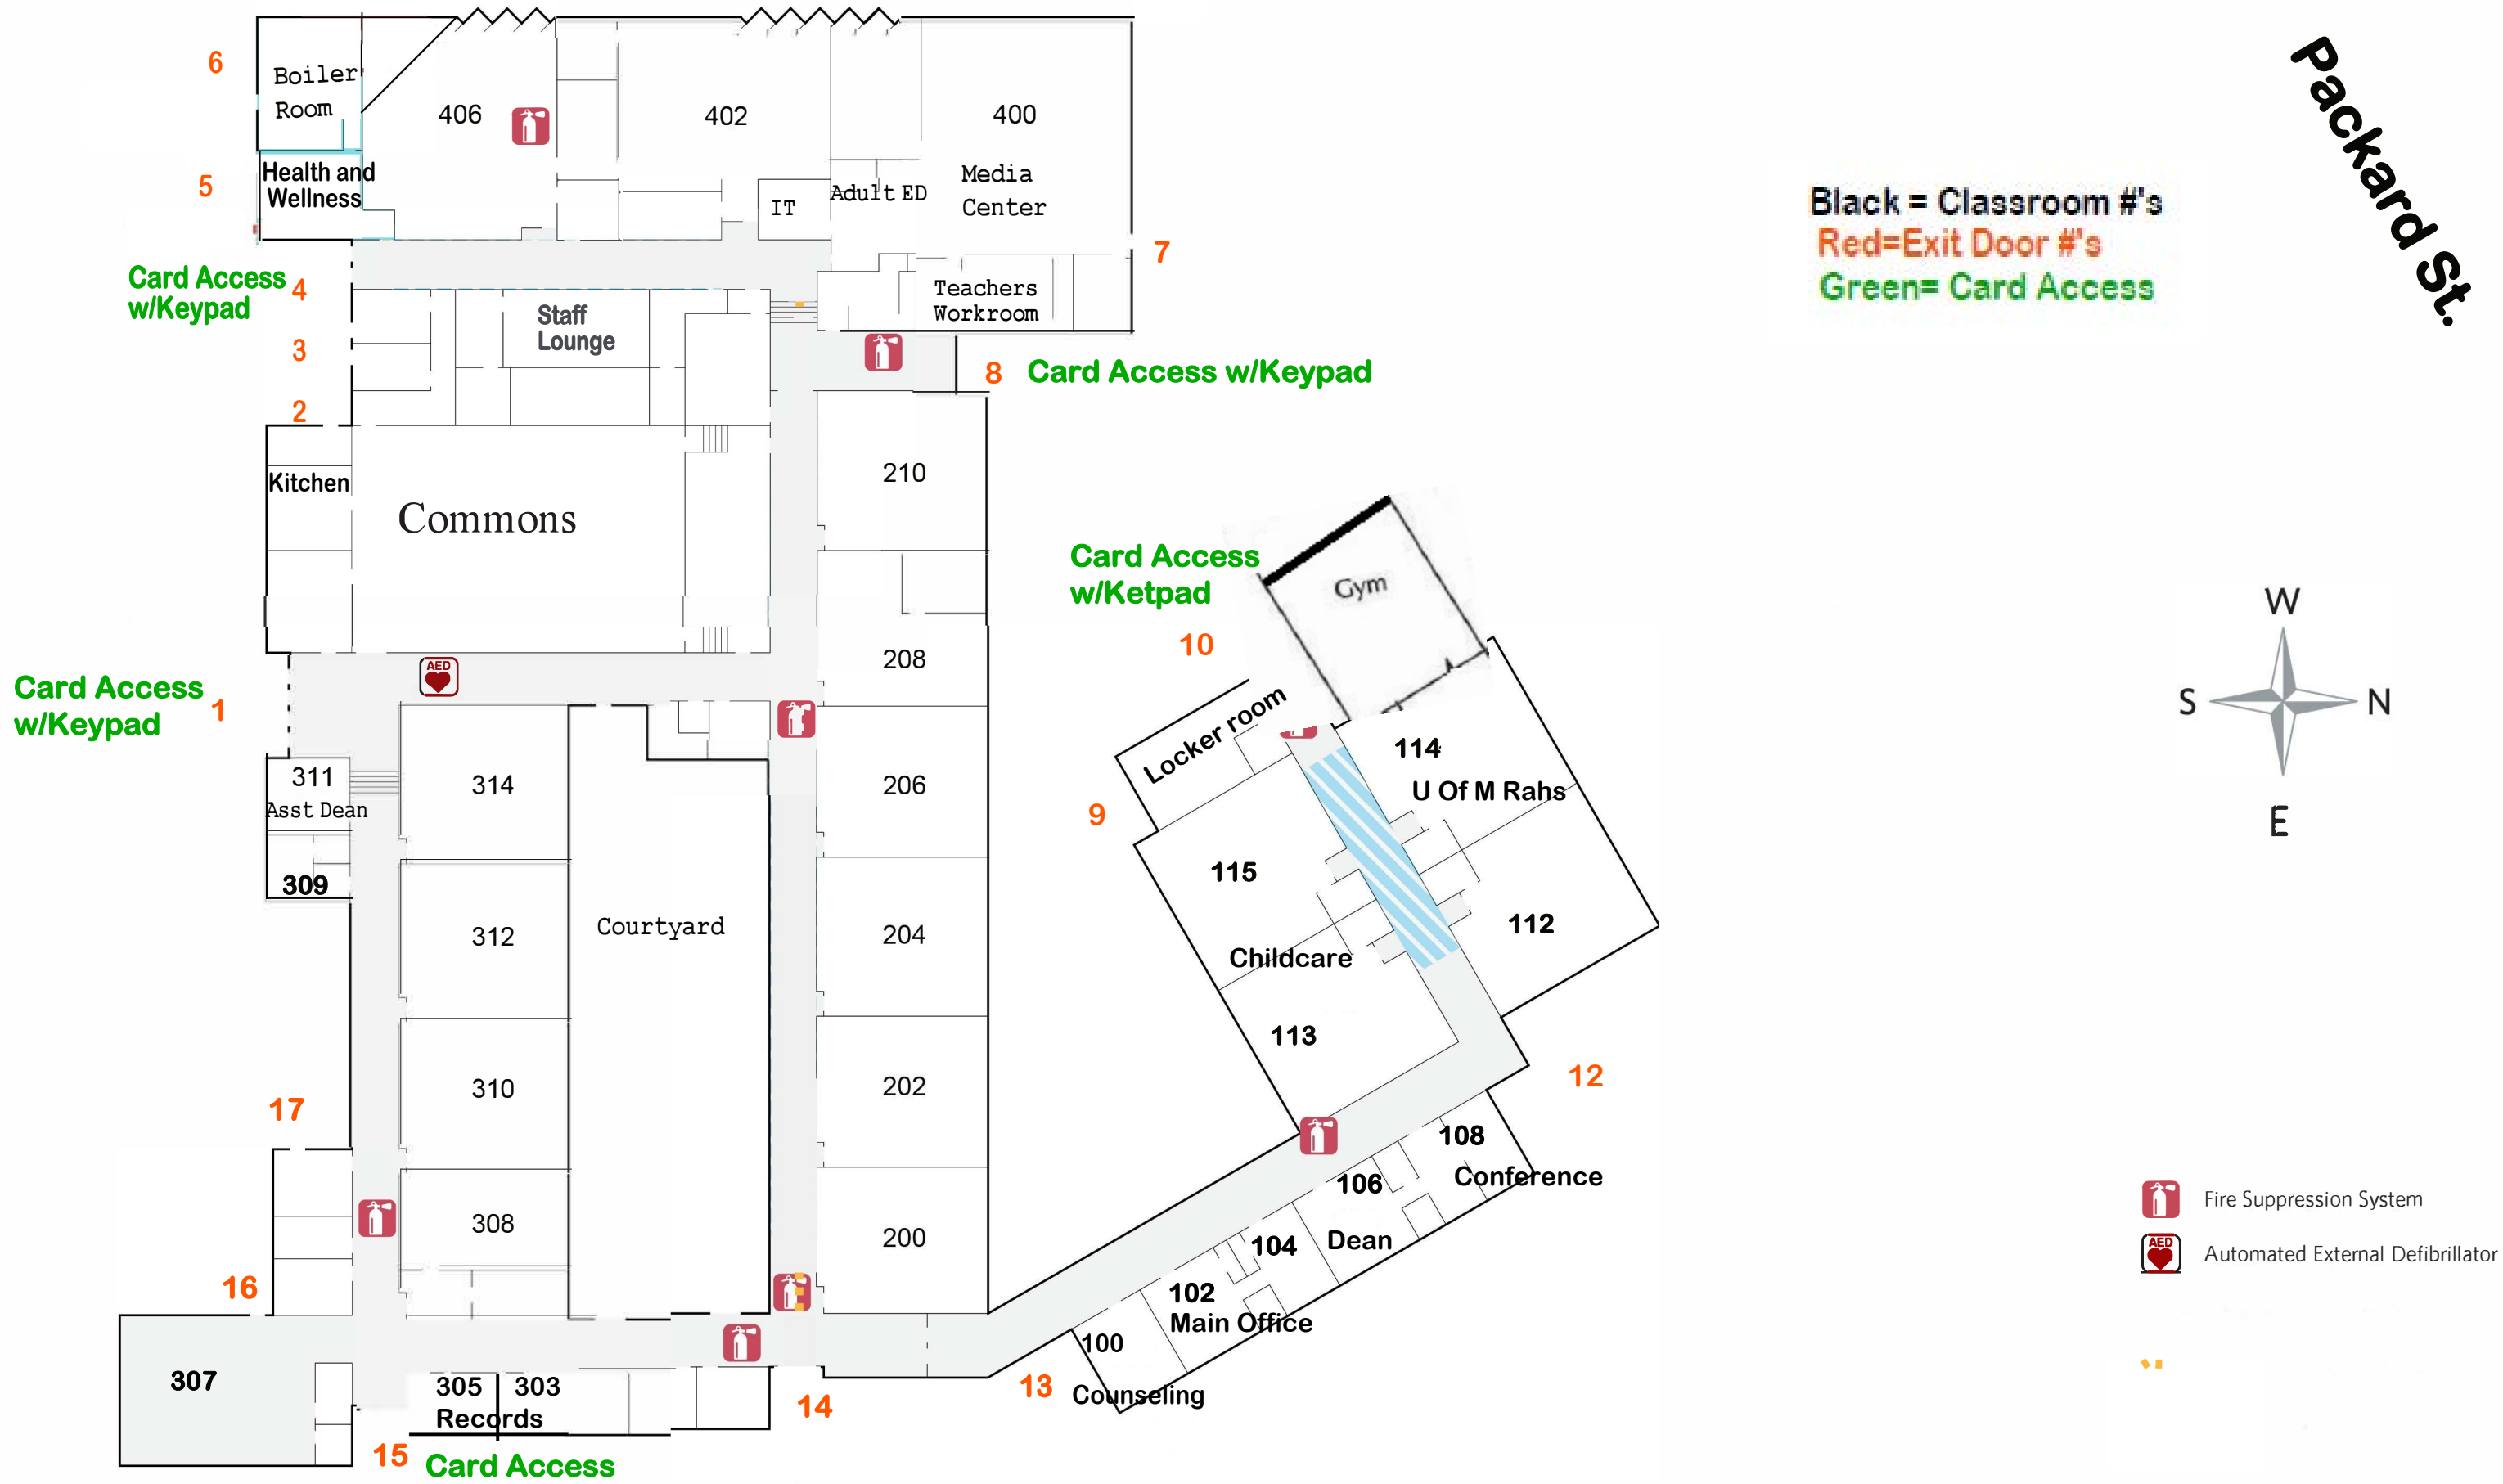 6
Boiler
Room
406
402
400
Packard St.
Health and
Wellness
5
IT
Adult ED
Media
Center
Black = Classroom #'s
Red=Exit Door #'s
Green= Card Access
7
Card Access
w/Keypad
4
Staff
Lounge
Teachers
Workroom
3
8
Card Access w/Keypad
2
Kitchen
Commons
210
Card Access
w/Ketpad
Gym
10
W
S
N
E
208
Card Access
w/Keypad
1
AED
Locker room
114
U Of M Rahs
311
Asst Dean
314
206
9
309
115
112
312
Courtyard
204
Childcare
113
310
202
12
17
108
Conference
106
308
200
104
Dean
16
102
Main Office
100
Counseling
307
305
303
Records
14
13
15
Card Access
Fire Suppression System
AED
Automated External Defibrillator